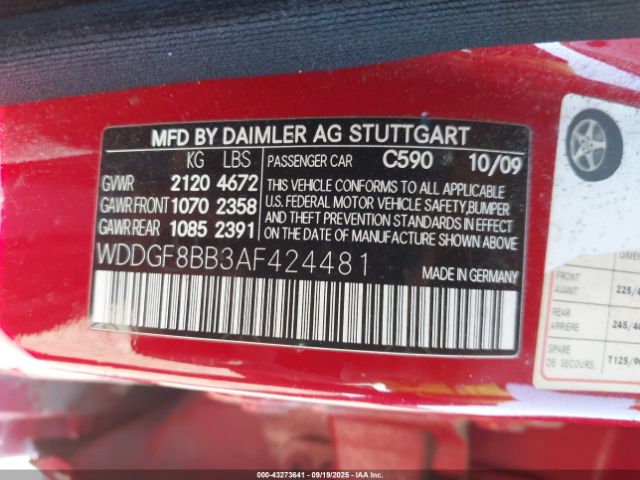 MFD BY DAIMLER AG STUTTGART
KG LBS PASSENGER CAR C590 10/09
GVWR 2120 4672
GAWR FRONT 1070 2358
GAWR REAR 1085 2391
THIS VEHICLE CONFORMS TO ALL APPLICABLE
U.S. FEDERAL MOTOR VEHICLE SAFETY,BUMPER
AND THEFT PREVENTION STANDARDS IN EFFECT
ON THE DATE OF MANUFACTURE SHOWN ABOVE.
WDDGF8BB3AF424481 MADE IN GERMANY
FRONT
AVANT
225/4
REAR
ARRIÈRE
245/4
SPARE
DE SECOURS
T125/9
000-43273641 - 09/19/2025 - IAAI.COM